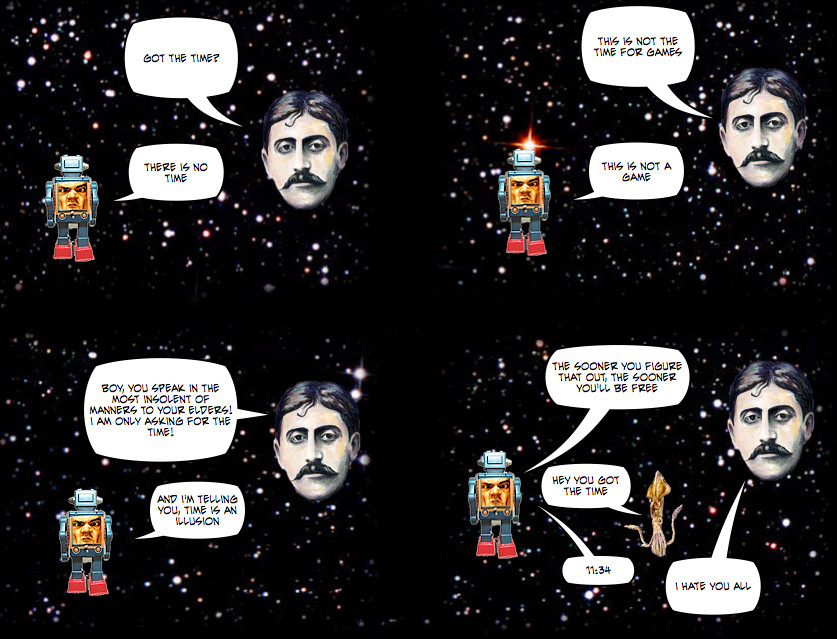 GOT THE TIME?
THERE IS NO
TIME
THIS IS NOT THE
TIME FOR GAMES
THIS IS NOT A
GAME
BOY, YOU SPEAK IN THE
MOST INSOLENT OF
MANNERS TO YOUR ELDERS!
I AM ONLY ASKING FOR THE
TIME!
AND I'M TELLING
YOU, TIME IS AN
ILLUSION
THE SOONER YOU FIGURE
THAT OUT, THE SOONER
YOU'LL BE FREE
HEY YOU GOT
THE TIME
11:34
I HATE YOU ALL